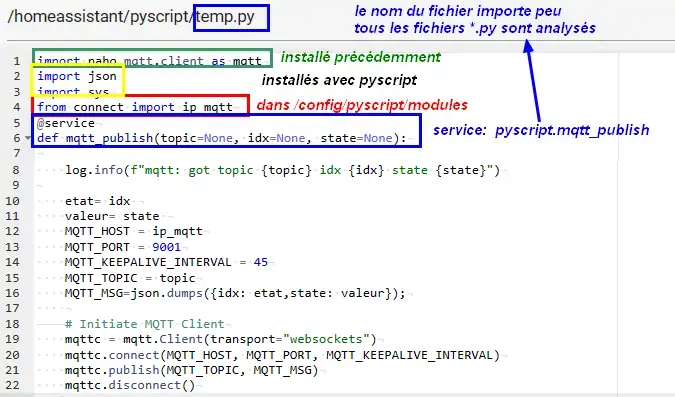 /homeassistant/pyscript/temp.py
le nom du fichier importe peu
tous les fichiers *.py sont analysés
1 import paho.mqtt.client as mqtt
installé précédemment
2 import json
3 import sys
installés avec pyscript
4 from connect import ip_mqtt
dans /config/pyscript/modules
5 @service
6 def mqtt_publish(topic=None, idx=None, state=None):
service: pyscript.mqtt_publish
7
8 log.info(f"mqtt: got topic {topic} idx {idx} state {state}")
9
10 etat= idx
11 valeur= state
12 MQTT_HOST = ip_mqtt
13 MQTT_PORT = 9001
14 MQTT_KEEPALIVE_INTERVAL = 45
15 MQTT_TOPIC = topic
16 MQTT_MSG=json.dumps({idx: etat,state: valeur});
17
18 # Initiate MQTT Client
19 mqttc = mqtt.Client(transport="websockets")
20 mqttc.connect(MQTT_HOST, MQTT_PORT, MQTT_KEEPALIVE_INTERVAL)
21 mqttc.publish(MQTT_TOPIC, MQTT_MSG)
22 mqttc.disconnect()